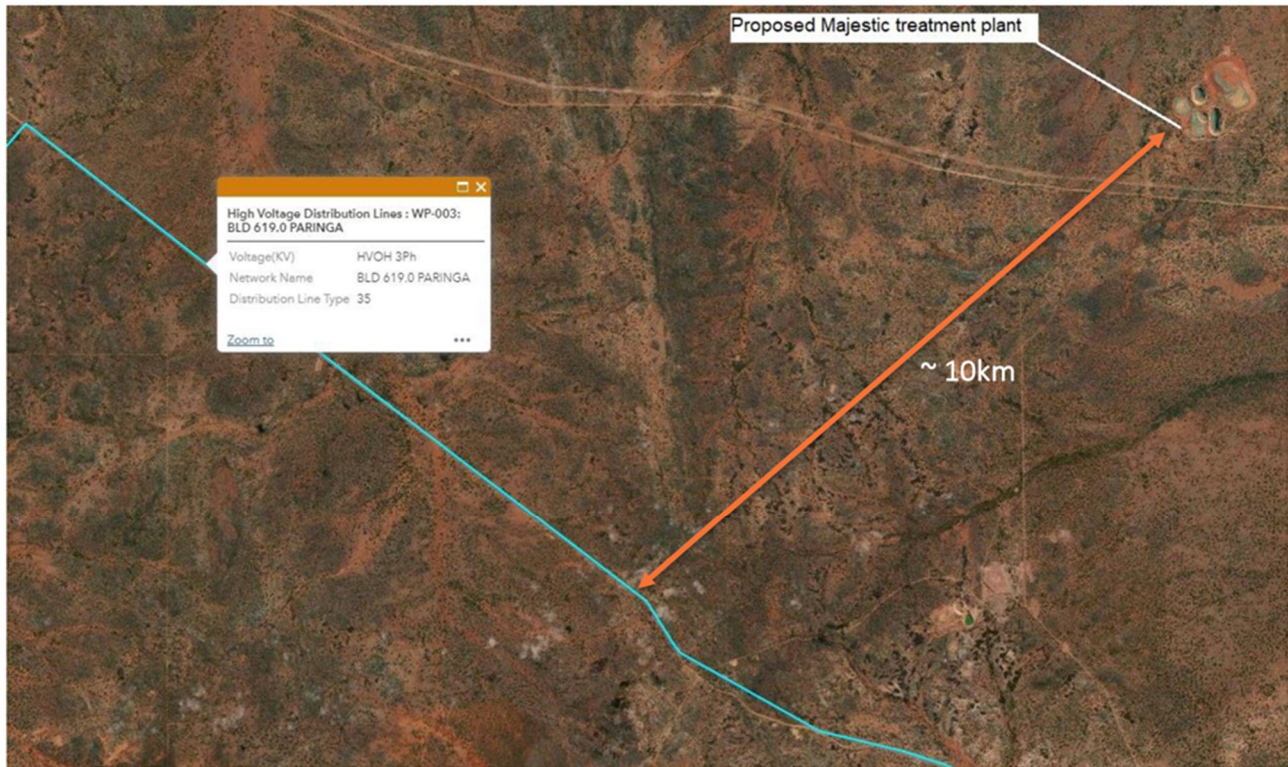 Proposed Majestic treatment plant
High Voltage Distribution Lines : WP-003:
BLD 619.0 PARINGA
Voltage(KV) HVOH 3Ph
Network Name BLD 619.0 PARINGA
Distribution Line Type 35
Zoom to
~ 10km